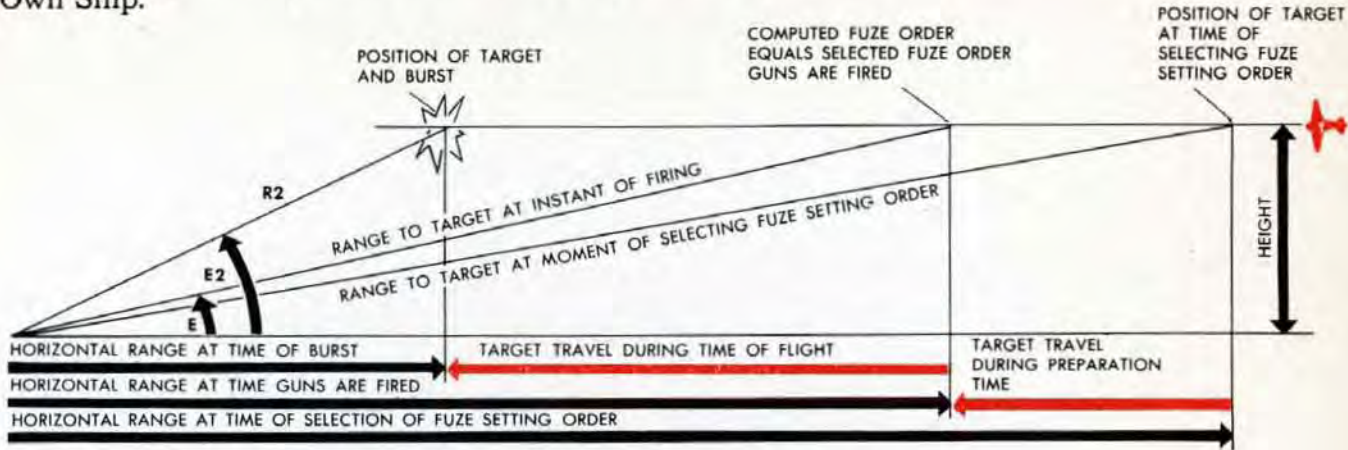 Own Ship.
POSITION OF TARGET
AND BURST
COMPUTED FUZE ORDER
EQUALS SELECTED FUZE ORDER
GUNS ARE FIRED
POSITION OF TARGET
AT TIME OF
SELECTING FUZE
SETTING ORDER
R2
RANGE TO TARGET AT INSTANT OF FIRING
RANGE TO TARGET AT MOMENT OF SELECTING FUZE SETTING ORDER
HEIGHT
E2
E
HORIZONTAL RANGE AT TIME OF BURST
TARGET TRAVEL DURING TIME OF FLIGHT
TARGET TRAVEL
DURING PREPARATION
TIME
HORIZONTAL RANGE AT TIME GUNS ARE FIRED
HORIZONTAL RANGE AT TIME OF SELECTION OF FUZE SETTING ORDER